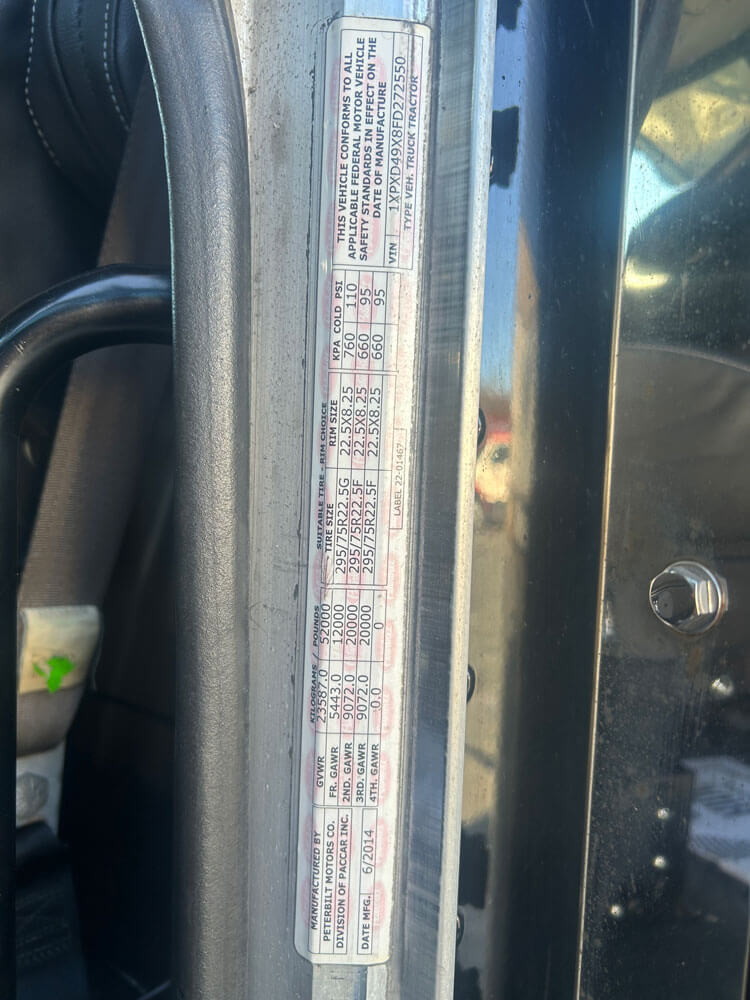 MANUFACTURED BY
PETERBILT MOTORS CO.
DIVISION OF PACCAR INC.
DATE MFG. 6/2014
KILOGRAMS / POUNDS
GVWR 23587.0 52000
FR. GAWR 5443.0 12000
2ND. GAWR 9072.0 20000
3RD. GAWR 9072.0 20000
4TH. GAWR 0.0 0
SUITABLE TIRE - RIM CHOICE
TIRE SIZE RIM SIZE KPA COLD PSI
295/75R22.5G 22.5X8.25 760 110
295/75R22.5F 22.5X8.25 660 95
295/75R22.5F 22.5X8.25 660 95
LABEL 22-01467
THIS VEHICLE CONFORMS TO ALL
APPLICABLE FEDERAL MOTOR VEHICLE
SAFETY STANDARDS IN EFFECT ON THE
DATE OF MANUFACTURE
VIN 1XPXD49X8FD272550
TYPE VEH. TRUCK TRACTOR